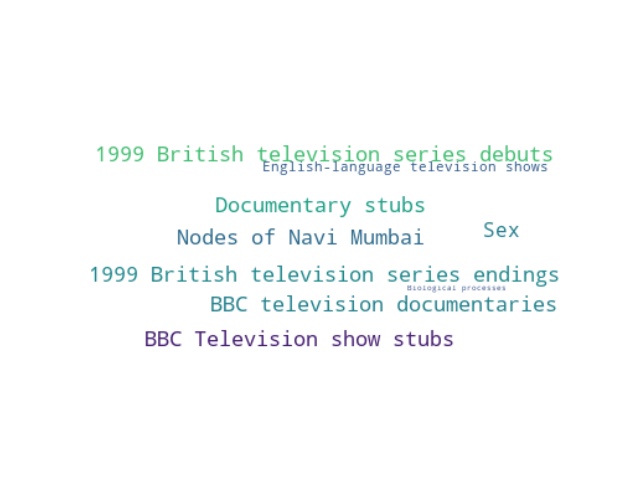 1999 British television series debuts
English-language television shows
Documentary stubs
Sex
Nodes of Navi Mumbai
1999 British television series endings
Biological processes
BBC television documentaries
BBC Television show stubs